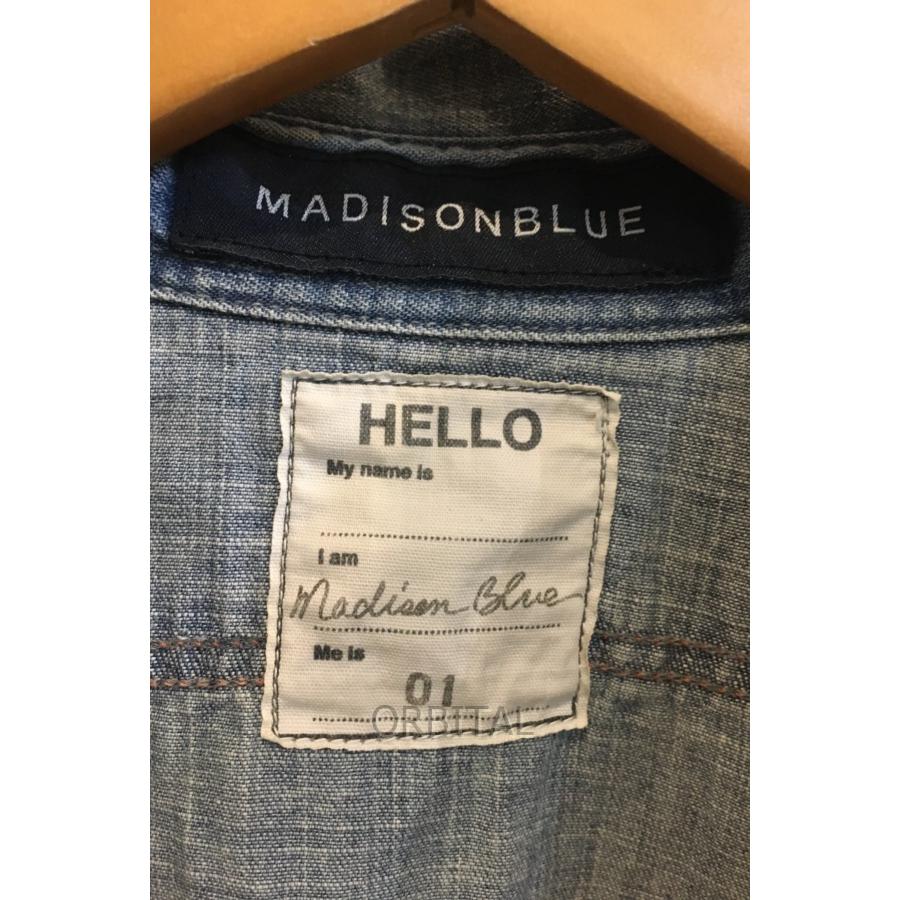 MADISONBLUE
HELLO
My name is
I am
Madison Blue
Me is
01
ORBITAL